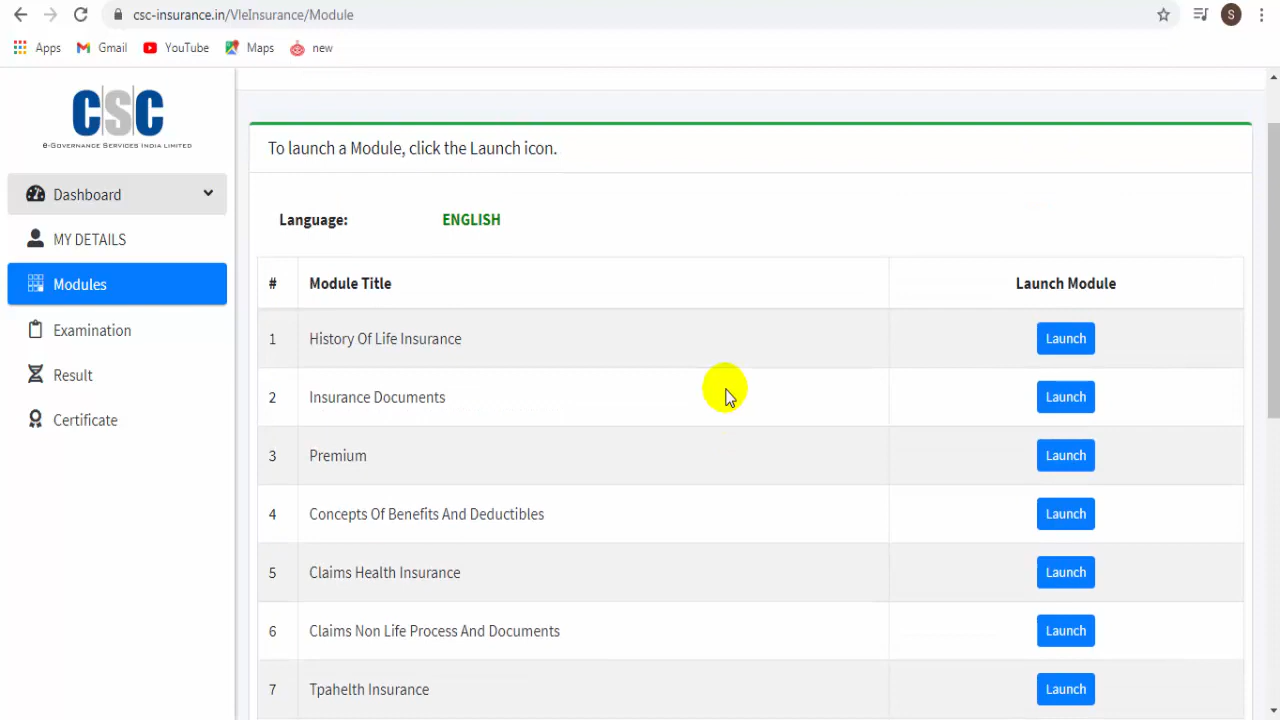 csc-insurance.in/VleInsurance/Module
S
Apps Gmail YouTube Maps new
CSC
e-Governance Services India Limited
Dashboard
MY DETAILS
Modules
Examination
Result
Certificate
To launch a Module, click the Launch icon.
Language: ENGLISH
# Module Title Launch Module
1 History Of Life Insurance Launch
2 Insurance Documents Launch
3 Premium Launch
4 Concepts Of Benefits And Deductibles Launch
5 Claims Health Insurance Launch
6 Claims Non Life Process And Documents Launch
7 Tpahelth Insurance Launch